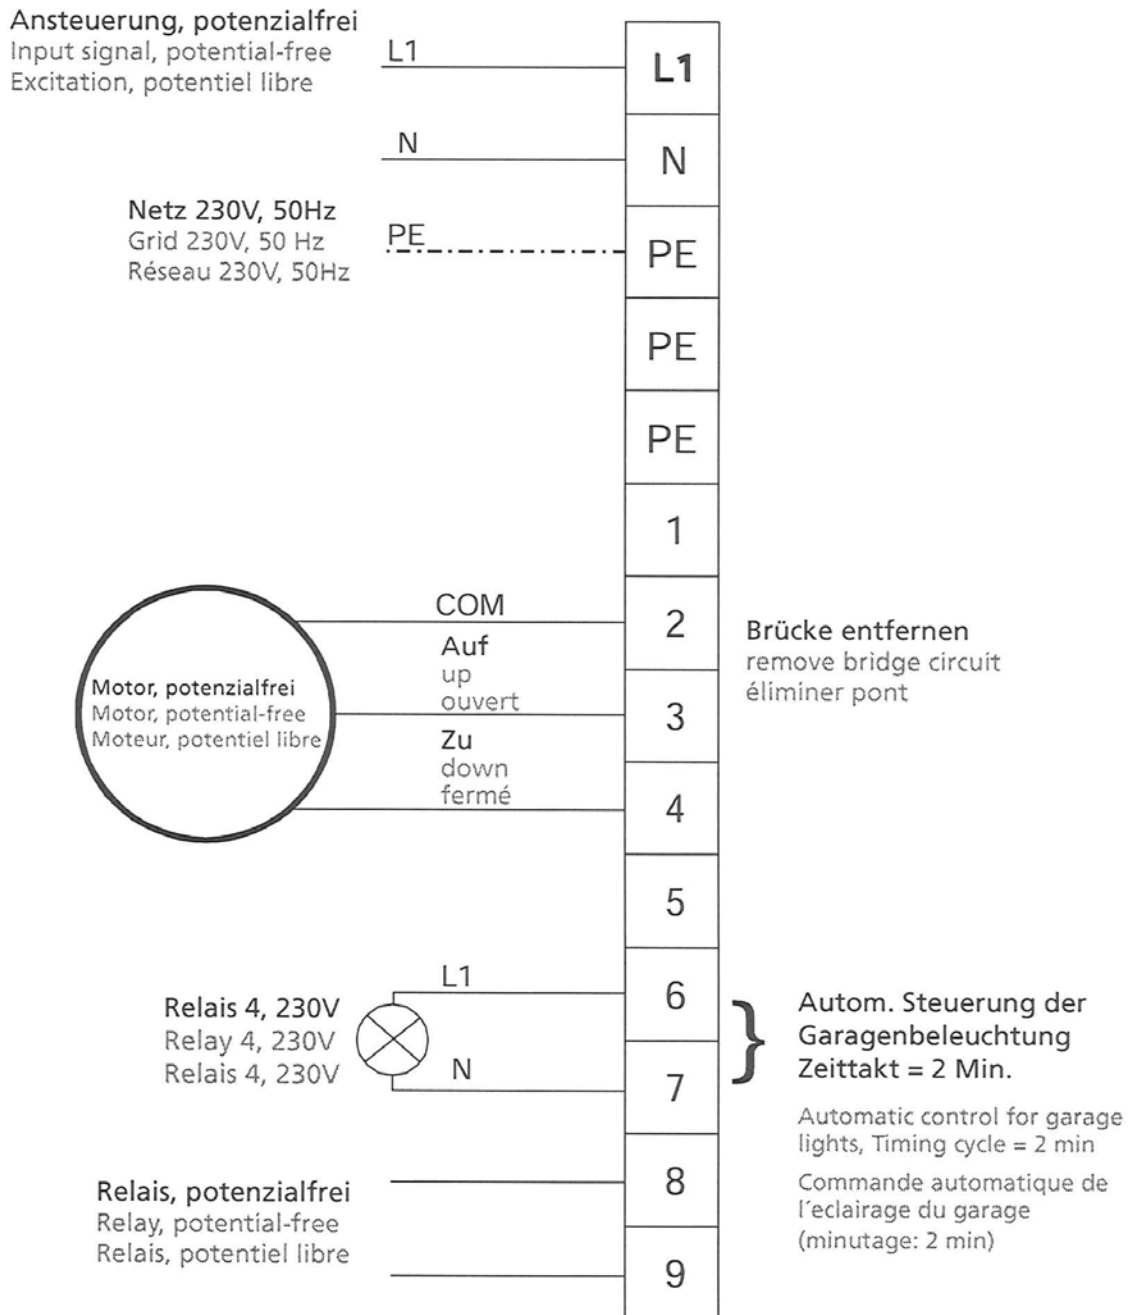 Ansteuerung, potenzialfrei
Input signal, potential-free
Excitation, potentiel libre
L1
L1
N
N
Netz 230V, 50Hz
Grid 230V, 50 Hz
Réseau 230V, 50Hz
PE
PE
PE
PE
1
Motor, potenzialfrei
Motor, potential-free
Moteur, potentiel libre
COM
2
Auf
up
ouvert
3
Zu
down
fermé
4
Brücke entfernen
remove bridge circuit
éliminer pont
5
Relais 4, 230V
Relay 4, 230V
Relais 4, 230V
L1
6
N
7
Autom. Steuerung der
Garagenbeleuchtung
Zeittakt = 2 Min.
Automatic control for garage
lights, Timing cycle = 2 min
Commande automatique de
l´eclairage du garage
(minutage: 2 min)
Relais, potenzialfrei
Relay, potential-free
Relais, potentiel libre
8
9